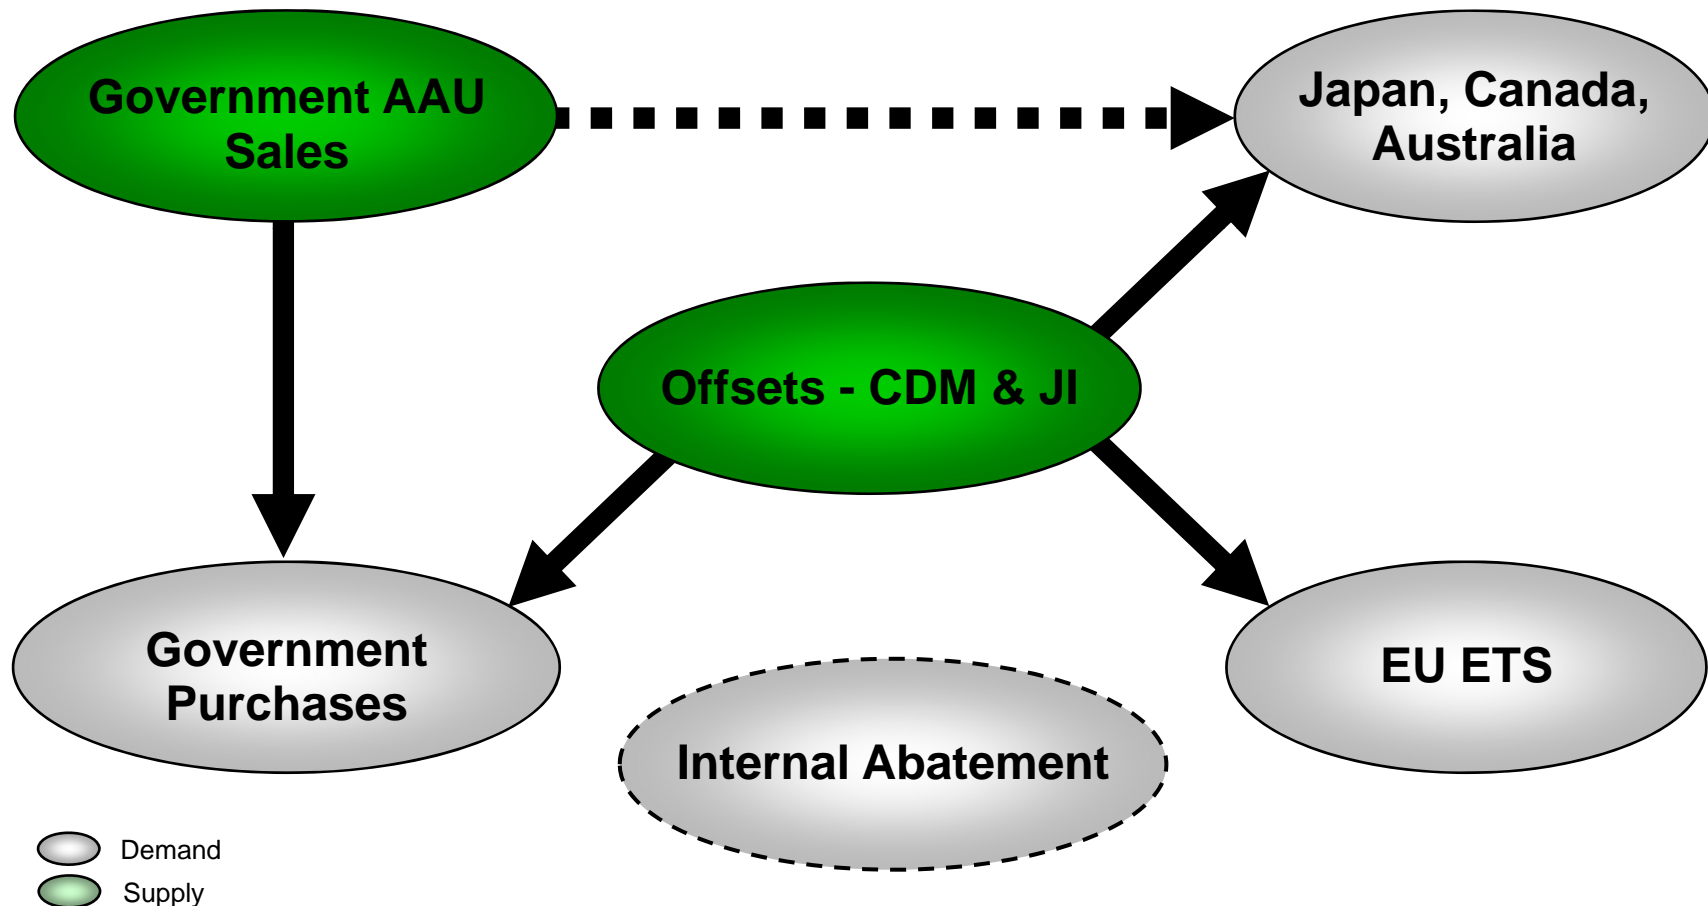 Government AAU
Sales
Japan, Canada,
Australia
Offsets - CDM & JI
Government
Purchases
EU ETS
Internal Abatement
Demand
Supply